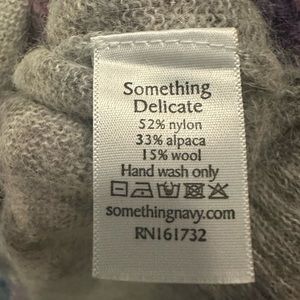 Something
Delicate
52% nylon
33% alpaca
15% wool
Hand wash only
somethingnavy.com
RN161732